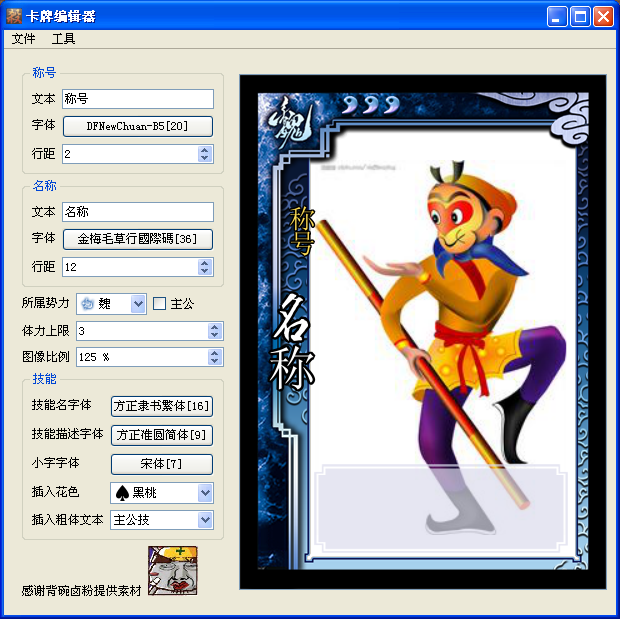 卡牌编辑器
文件 工具
称号
文本 称号
字体 DFNewChuan-B5[20]
行距 2
名称
文本 名称
字体 金梅毛草行國際碼[36]
行距 12
所属势力 魏 主公
体力上限 3
图像比例 125 %
技能
技能名字体 方正隶书繁体[16]
技能描述字体 方正准圆简体[9]
小字字体 宋体[7]
插入花色 黑桃
插入粗体文本 主公技
感谢背碗卤粉提供素材
魏
称号
名称